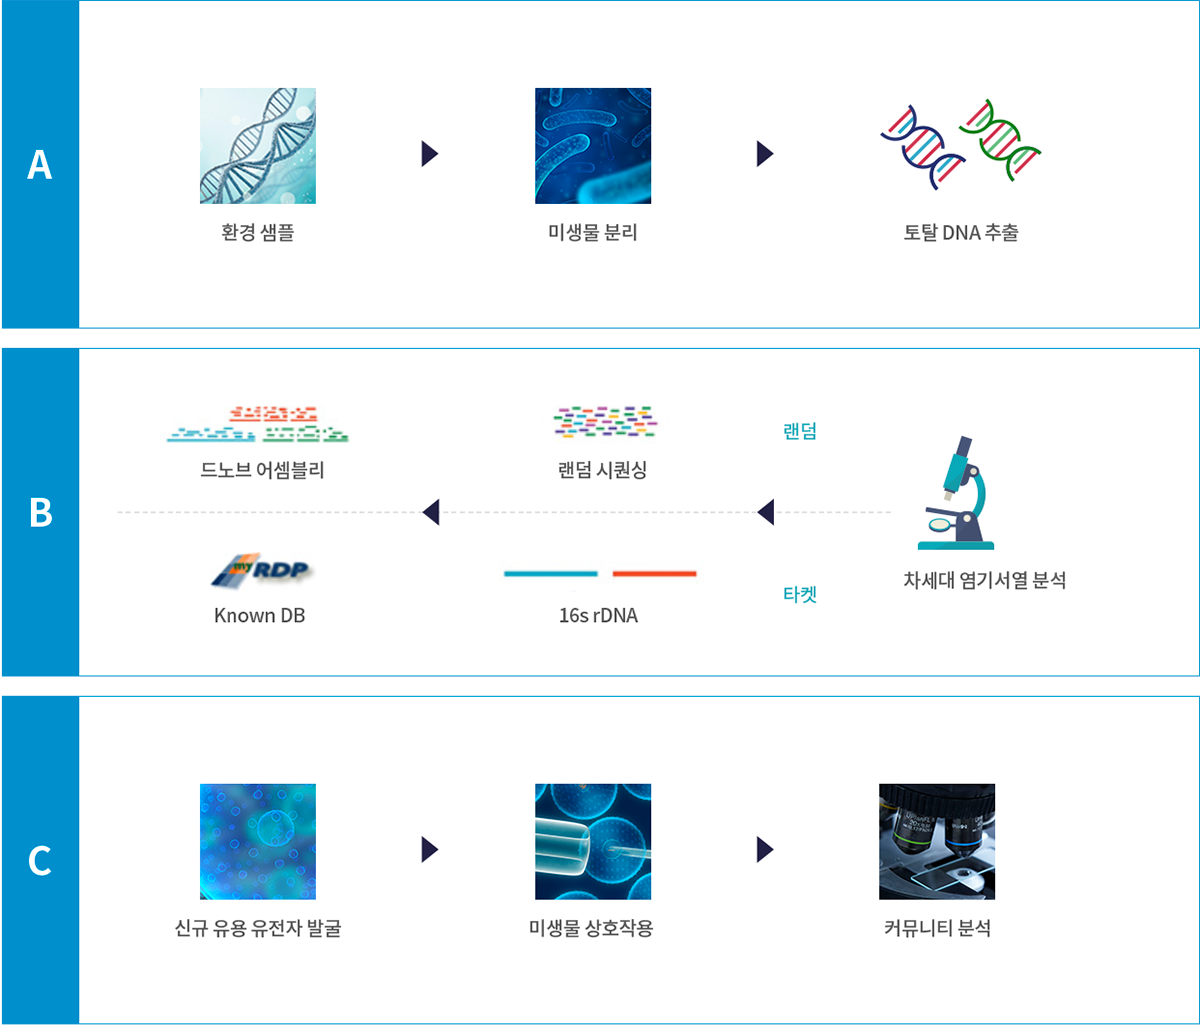 A
환경 샘플
미생물 분리
토탈 DNA 추출
B
드노브 어셈블리
랜덤 시퀀싱
랜덤
my RDP
Known DB
16s rDNA
타켓
차세대 염기서열 분석
C
신규 유용 유전자 발굴
미생물 상호작용
커뮤니티 분석